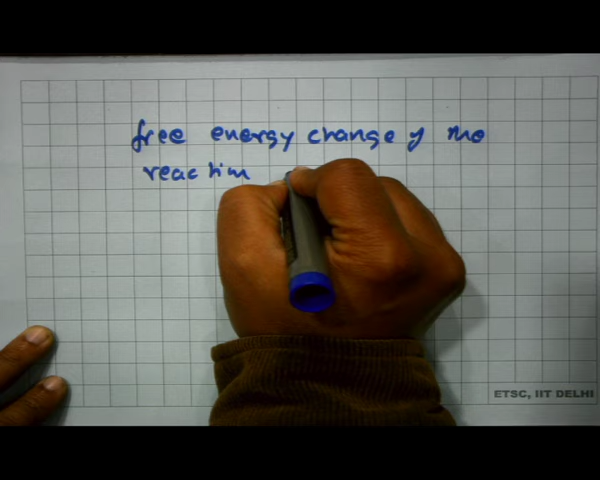 free energy change of the
reaction
ETSC, IIT DELHI